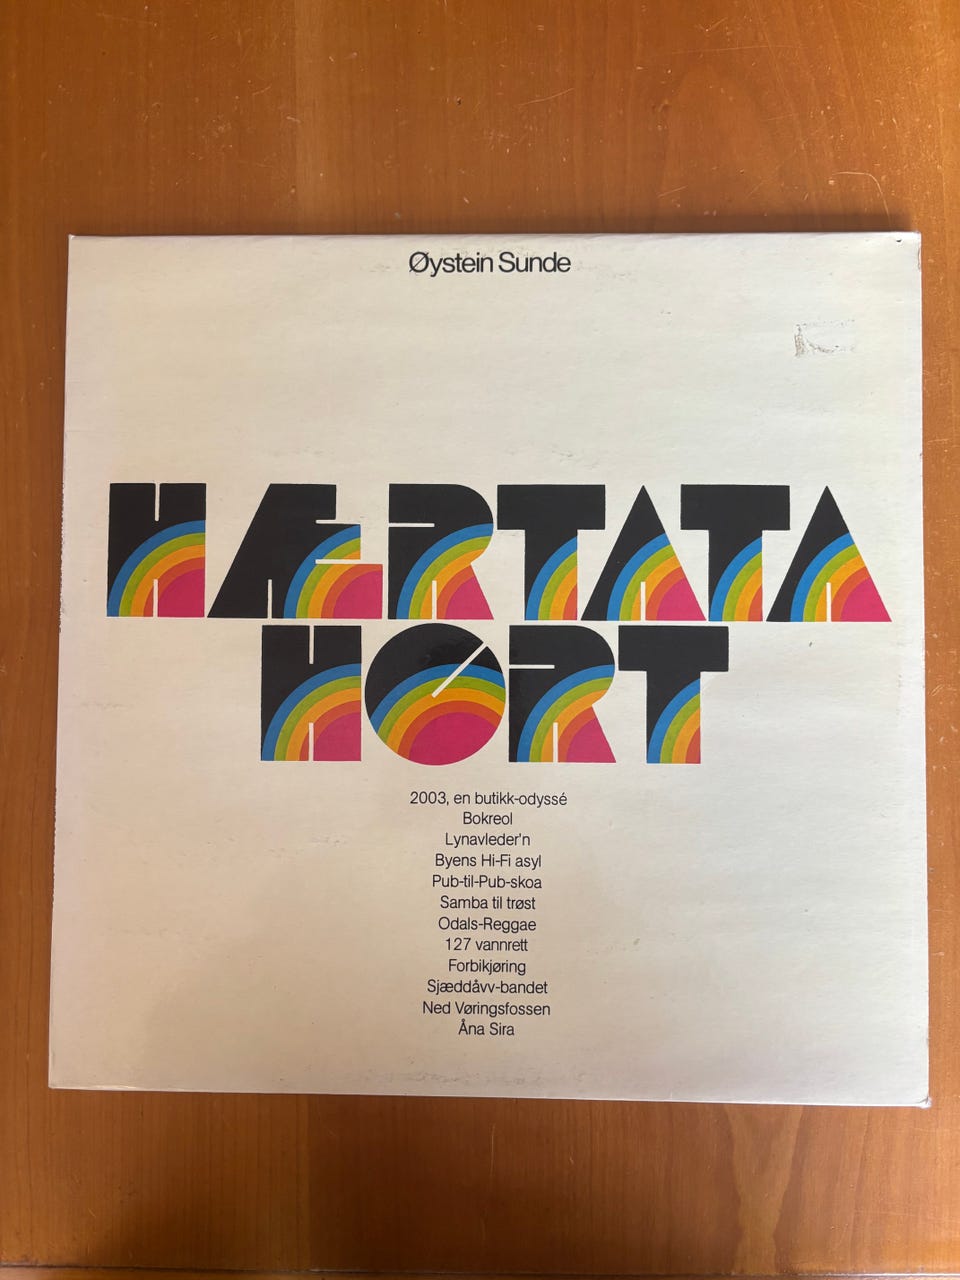 Øystein Sunde
HÆRTATA
HØRT
2003, en butikk-odyssé
Bokreol
Lynavleder'n
Byens Hi-Fi asyl
Pub-til-Pub-skoa
Samba til trøst
Odals-Reggae
127 vannrett
Forbikjøring
Sjæddåvv-bandet
Ned Vøringsfossen
Åna Sira